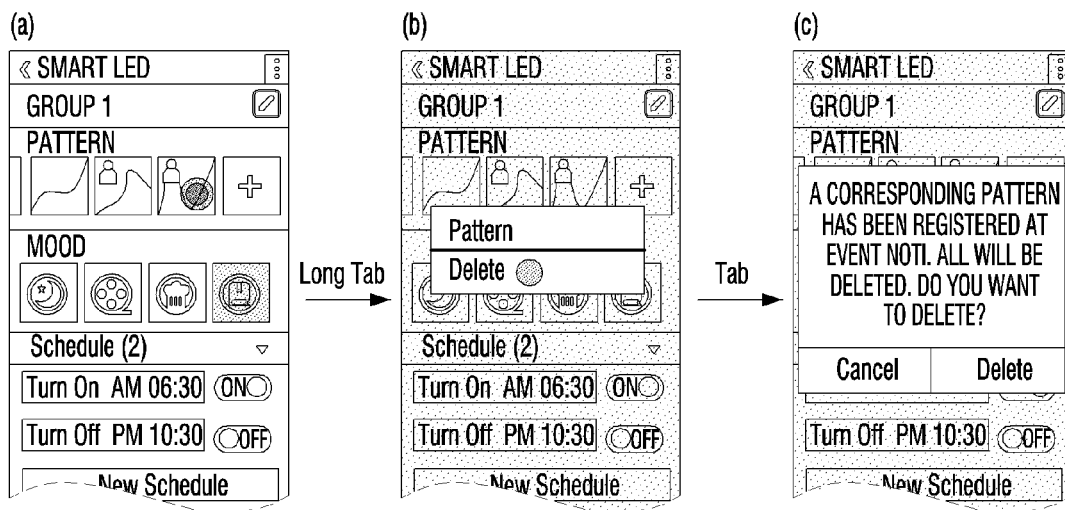 (a)
« SMART LED
GROUP 1
PATTERN
MOOD
Schedule (2)
Turn On AM 06:30 ON
Turn Off PM 10:30 OFF
New Schedule
Long Tab
(b)
« SMART LED
GROUP 1
PATTERN
Pattern
Delete
Schedule (2)
Turn On AM 06:30 ON
Turn Off PM 10:30 OFF
New Schedule
Tab
(c)
« SMART LED
GROUP 1
PATTERN
A CORRESPONDING PATTERN
HAS BEEN REGISTERED AT
EVENT NOTI. ALL WILL BE
DELETED. DO YOU WANT
TO DELETE?
Cancel Delete
Turn Off PM 10:30 OFF
New Schedule